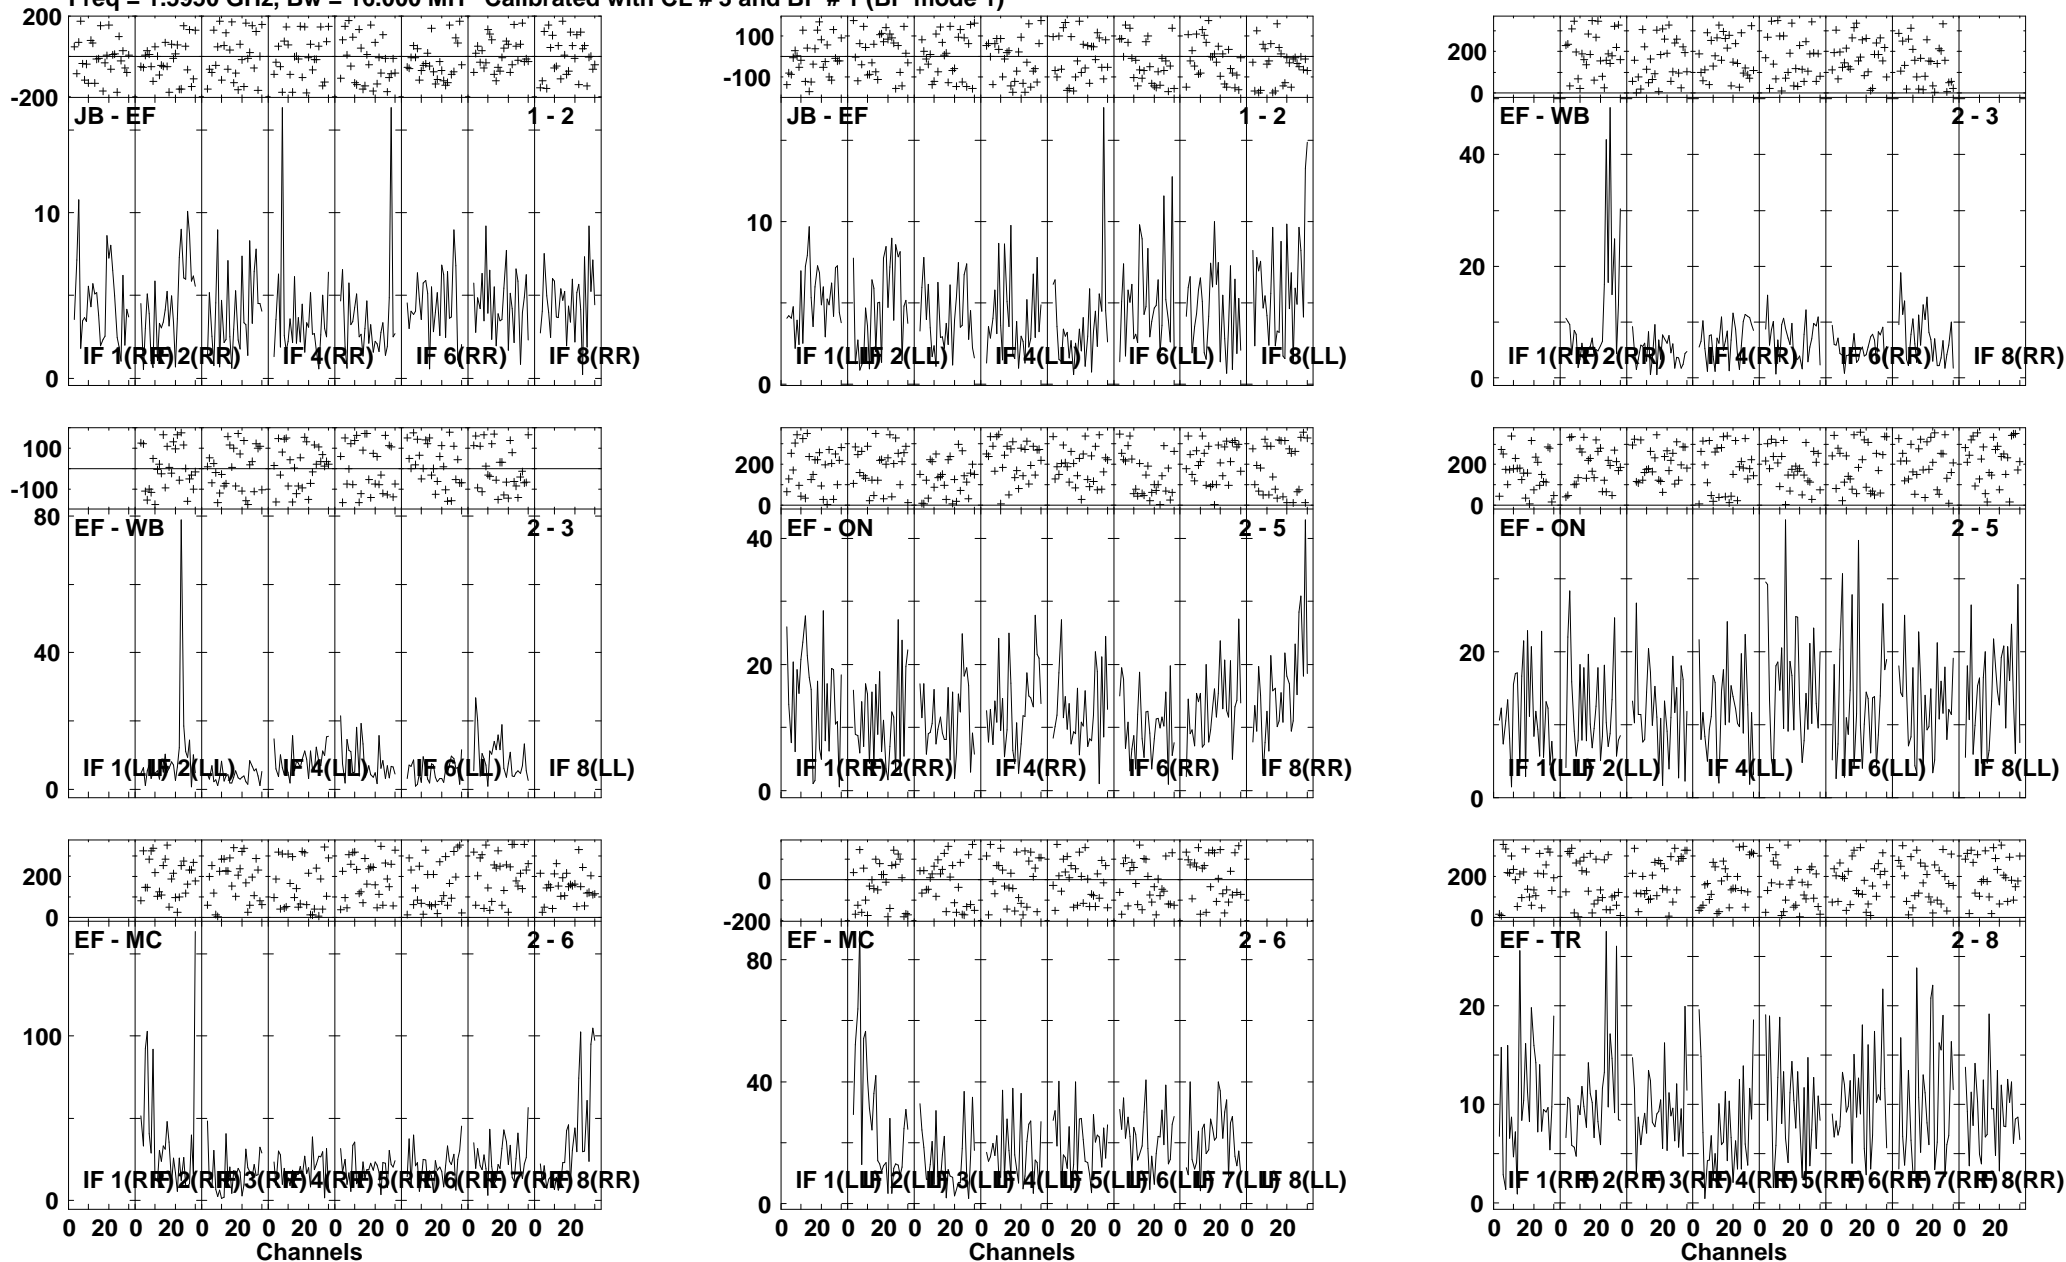 200
-200
JB - EF 1 - 2
10
0
IF 1(RR) IF 2(RR) IF 4(RR) IF 6(RR) IF 8(RR)
100
-100
JB - EF 1 - 2
10
0
IF 1(LL) IF 2(LL) IF 4(LL) IF 6(LL) IF 8(LL)
200
0
EF - WB 2 - 3
40
20
0
IF 1(RR) IF 2(RR) IF 4(RR) IF 6(RR) IF 8(RR)
100
-100
EF - WB 2 - 3
80
40
0
IF 1(LL) IF 2(LL) IF 4(LL) IF 6(LL) IF 8(LL)
200
0
EF - ON 2 - 5
40
20
0
IF 1(RR) IF 2(RR) IF 4(RR) IF 6(RR) IF 8(RR)
200
0
EF - ON 2 - 5
20
0
IF 1(LL) IF 2(LL) IF 4(LL) IF 6(LL) IF 8(LL)
200
0
EF - MC 2 - 6
100
0
IF 1(RR) IF 2(RR) IF 3(RR) IF 4(RR) IF 5(RR) IF 6(RR) IF 7(RR) IF 8(RR)
0 20 0 20 0 20 0 20 0 20 0 20 0 20 0 20
Channels
0
-200
EF - MC 2 - 6
80
40
0
IF 1(LL) IF 2(LL) IF 3(LL) IF 4(LL) IF 5(LL) IF 6(LL) IF 7(LL) IF 8(LL)
0 20 0 20 0 20 0 20 0 20 0 20 0 20 0 20
Channels
200
0
EF - TR 2 - 8
20
10
0
IF 1(RR) IF 2(RR) IF 3(RR) IF 4(RR) IF 5(RR) IF 6(RR) IF 7(RR) IF 8(RR)
0 20 0 20 0 20 0 20 0 20 0 20 0 20 0 20
Channels